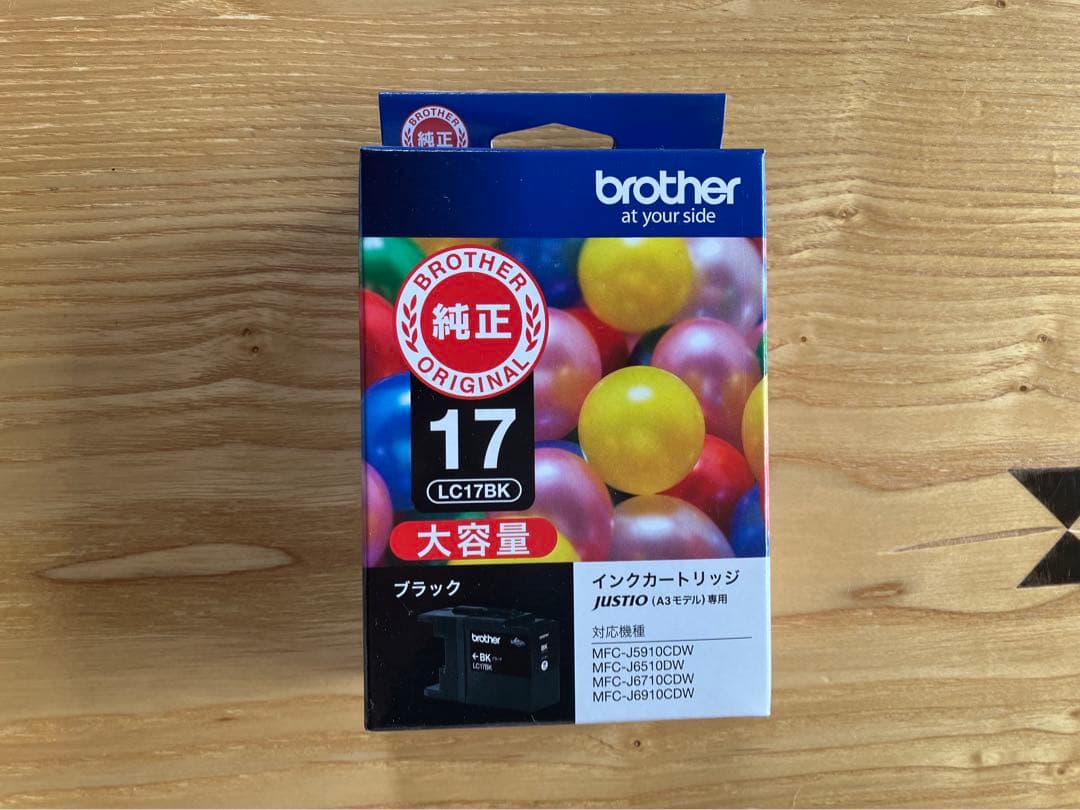 BROTHER
純正
brother
at your side
BROTHER
純正
ORIGINAL
17
LC17BK
大容量
ブラック
brother
←BK
LC17BK
BK
インクカートリッジ
JUSTIO (A3モデル)専用
対応機種
MFC-J5910CDW
MFC-J6510DW
MFC-J6710CDW
MFC-J6910CDW